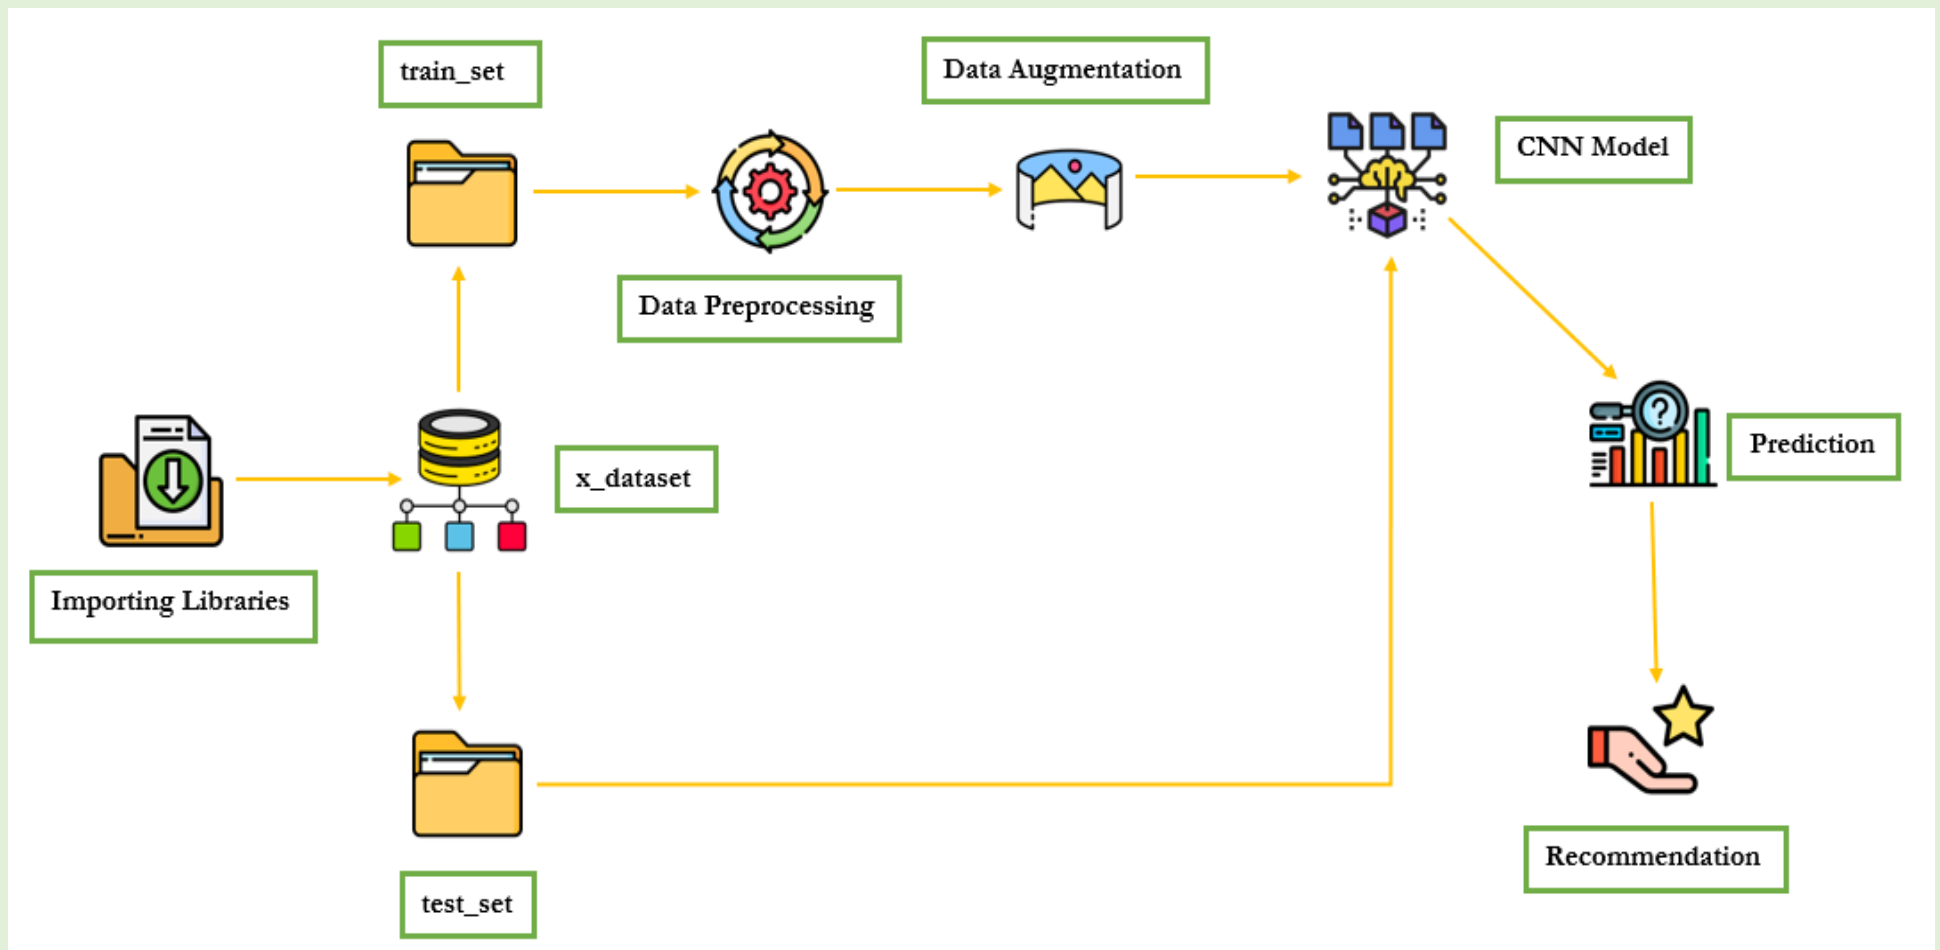 train_set
Data Augmentation
CNN Model
Data Preprocessing
x_dataset
Prediction
Importing Libraries
Recommendation
test_set
?